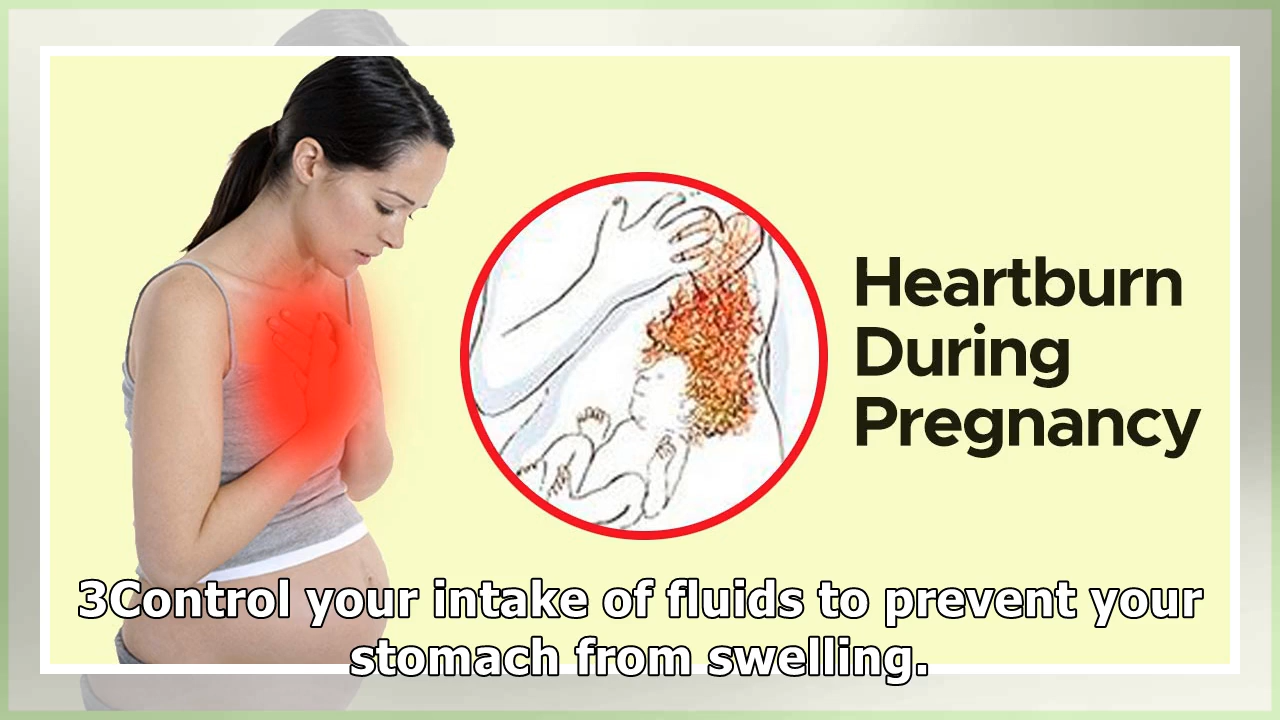 Heartburn
During
Pregnancy
3Control your intake of fluids to prevent your
stomach from swelling.